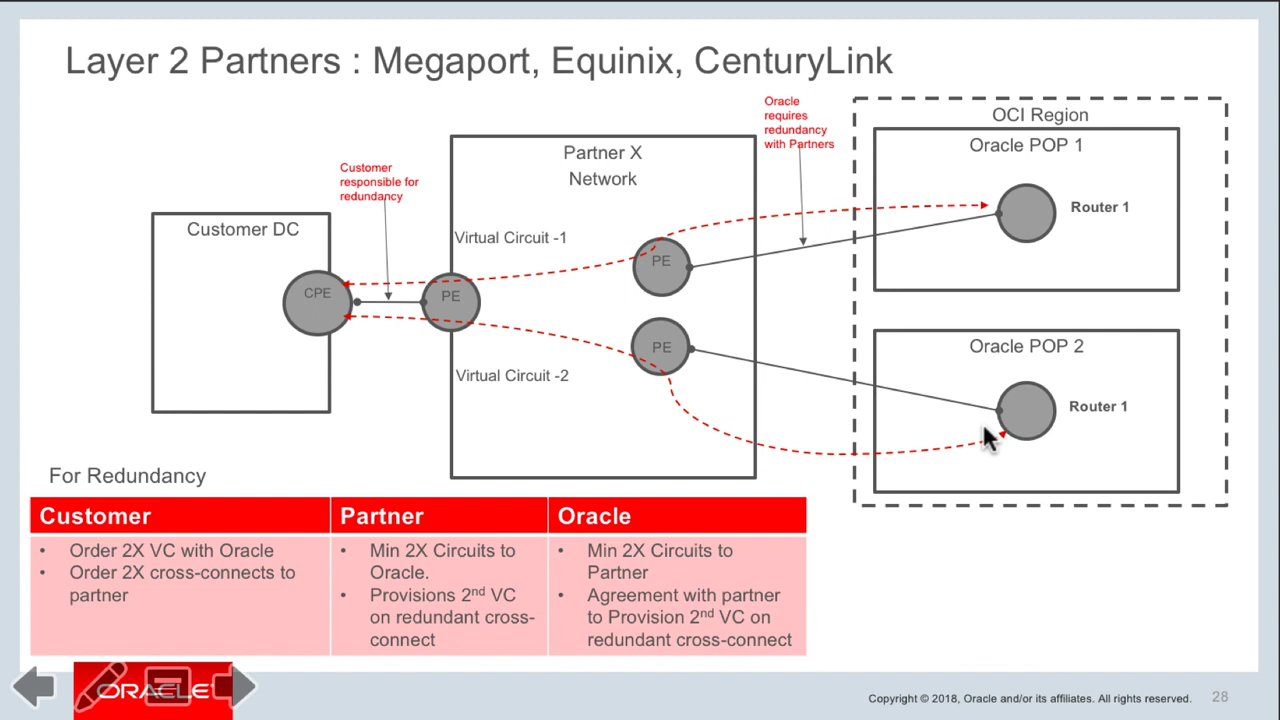 Layer 2 Partners : Megaport, Equinix, CenturyLink
Oracle
requires
redundancy
with Partners
OCI Region
Oracle POP 1
Router 1
Partner X
Network
Customer
responsible for
redundancy
Customer DC
Virtual Circuit -1
PE
CPE
PE
PE
Virtual Circuit -2
Oracle POP 2
Router 1
For Redundancy
Customer
Partner
Oracle
• Order 2X VC with Oracle
• Order 2X cross-connects to
partner
• Min 2X Circuits to
Oracle.
• Provisions 2nd VC
on redundant cross-
connect
• Min 2X Circuits to
Partner
• Agreement with partner
to Provision 2nd VC on
redundant cross-connect
ORACLE
Copyright © 2018, Oracle and/or its affiliates. All rights reserved.
28